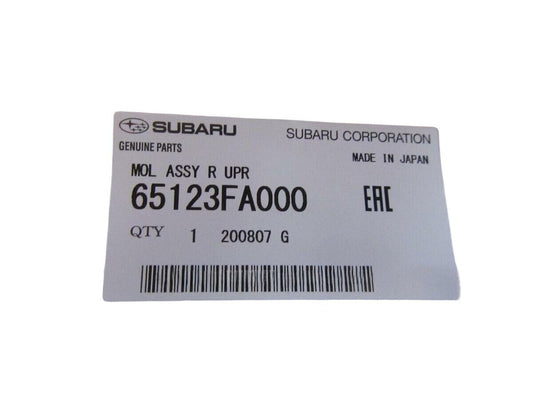 SUBARU
SUBARU CORPORATION
GENUINE PARTS
MADE IN JAPAN
MOL ASSY R UPR
65123FA000
EAC
QTY 1 200807 G